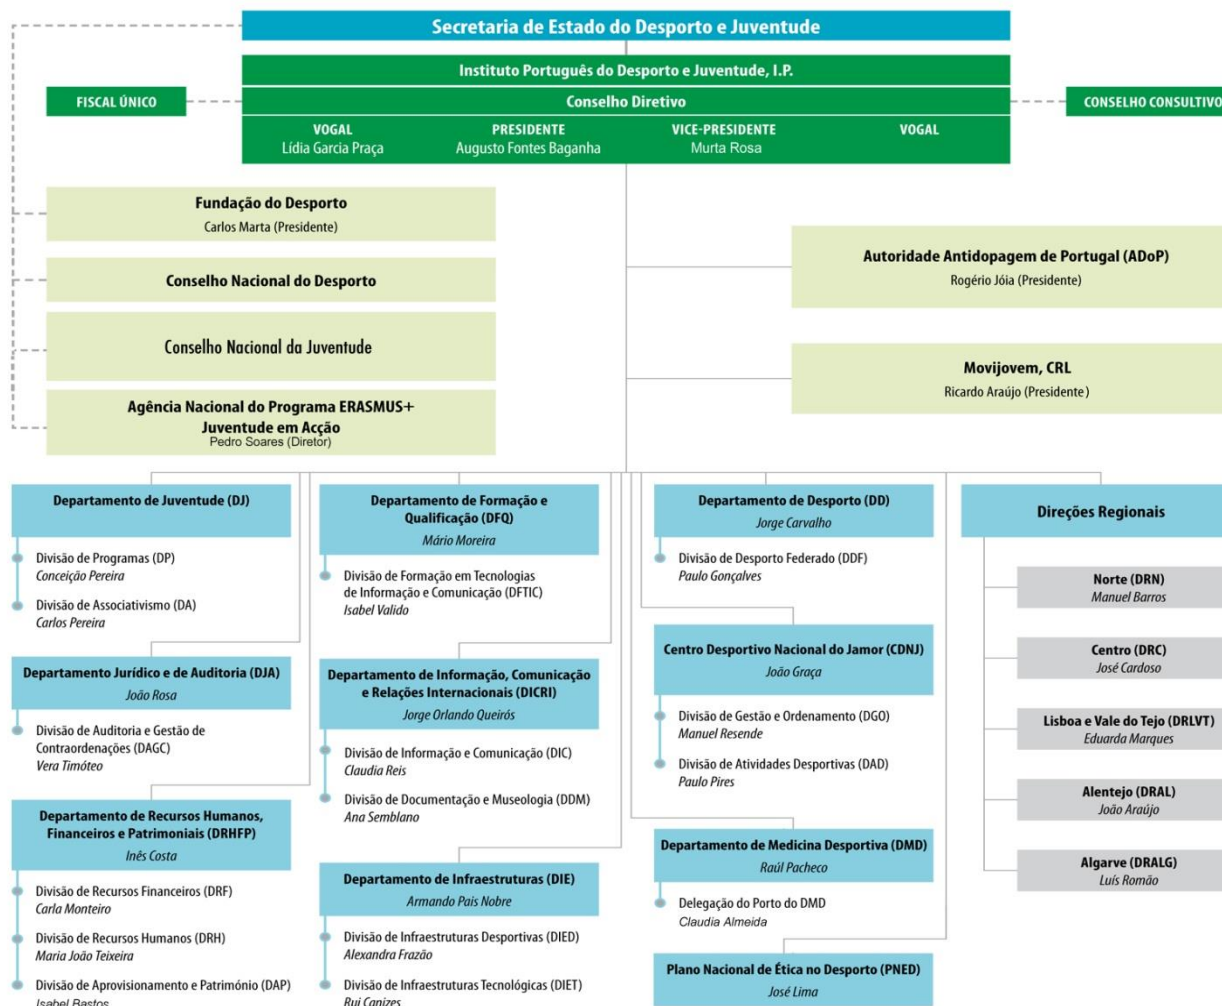 Secretaria de Estado do Desporto e Juventude
Instituto Português do Desporto e Juventude, I.P.
FISCAL ÚNICO
Conselho Diretivo
CONSELHO CONSULTIVO
VOGAL
Lídia Garcia Praça
PRESIDENTE
Augusto Fontes Baganha
VICE-PRESIDENTE
Murta Rosa
VOGAL
Fundação do Desporto
Carlos Marta (Presidente)
Conselho Nacional do Desporto
Conselho Nacional da Juventude
Agência Nacional do Programa ERASMUS+
Juventude em Acção
Pedro Soares (Diretor)
Autoridade Antidopagem de Portugal (ADoP)
Rogério Jóia (Presidente)
Movijovem, CRL
Ricardo Araújo (Presidente)
Departamento de Juventude (DJ)
Divisão de Programas (DP)
Conceição Pereira
Divisão de Associativismo (DA)
Carlos Pereira
Departamento Jurídico e de Auditoria (DJA)
João Rosa
Divisão de Auditoria e Gestão de
Contraordenações (DAGC)
Vera Timóteo
Departamento de Recursos Humanos,
Financeiros e Patrimoniais (DRHFP)
Inês Costa
Divisão de Recursos Financeiros (DRF)
Carla Monteiro
Divisão de Recursos Humanos (DRH)
Maria João Teixeira
Divisão de Aprovisionamento e Património (DAP)
Isabel Bastos
Departamento de Formação e
Qualificação (DFQ)
Mário Moreira
Divisão de Formação em Tecnologias
de Informação e Comunicação (DFTIC)
Isabel Valido
Departamento de Informação, Comunicação
e Relações Internacionais (DICRI)
Jorge Orlando Queirós
Divisão de Informação e Comunicação (DIC)
Claudia Reis
Divisão de Documentação e Museologia (DDM)
Ana Semblano
Departamento de Infraestruturas (DIE)
Armando Pais Nobre
Divisão de Infraestruturas Desportivas (DIED)
Alexandra Frazão
Divisão de Infraestruturas Tecnológicas (DIET)
Rui Canizes
Departamento de Desporto (DD)
Jorge Carvalho
Divisão de Desporto Federado (DDF)
Paulo Gonçalves
Centro Desportivo Nacional do Jamor (CDNJ)
João Graça
Divisão de Gestão e Ordenamento (DGO)
Manuel Resende
Divisão de Atividades Desportivas (DAD)
Paulo Pires
Departamento de Medicina Desportiva (DMD)
Raúl Pacheco
Delegação do Porto do DMD
Claudia Almeida
Plano Nacional de Ética no Desporto (PNED)
José Lima
Direções Regionais
Norte (DRN)
Manuel Barros
Centro (DRC)
José Cardoso
Lisboa e Vale do Tejo (DRLVT)
Eduarda Marques
Alentejo (DRAL)
João Araújo
Algarve (DRALG)
Luís Romão